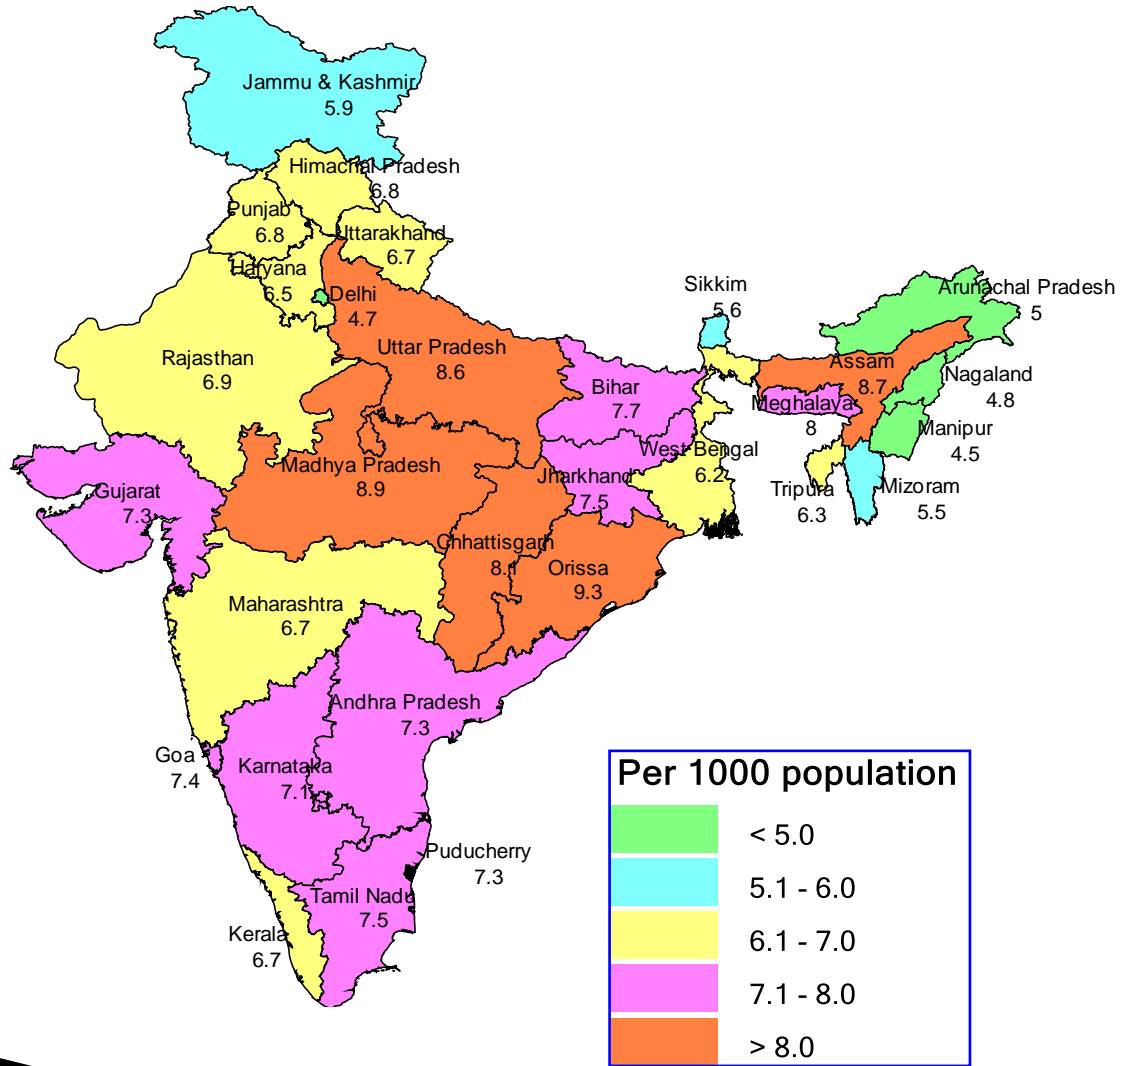 Jammu & Kashmir
5.9
Himachal Pradesh
6.8
Punjab
6.8
Uttarakhand
6.7
Haryana
6.5
Delhi
4.7
Sikkim
5.6
Arunachal Pradesh
5
Rajasthan
6.9
Uttar Pradesh
8.6
Bihar
7.7
Assam
8.7
Nagaland
4.8
Meghalaya
8
Manipur
4.5
West Bengal
6.2
Madhya Pradesh
8.9
Jharkhand
7.5
Gujarat
7.3
Tripura
6.3
Mizoram
5.5
Chhattisgarh
8.1
Orissa
9.3
Maharashtra
6.7
Andhra Pradesh
7.3
Goa
7.4
Karnataka
7.1
Puducherry
7.3
Tamil Nadu
7.5
Kerala
6.7
Per 1000 population
< 5.0
5.1 - 6.0
6.1 - 7.0
7.1 - 8.0
> 8.0